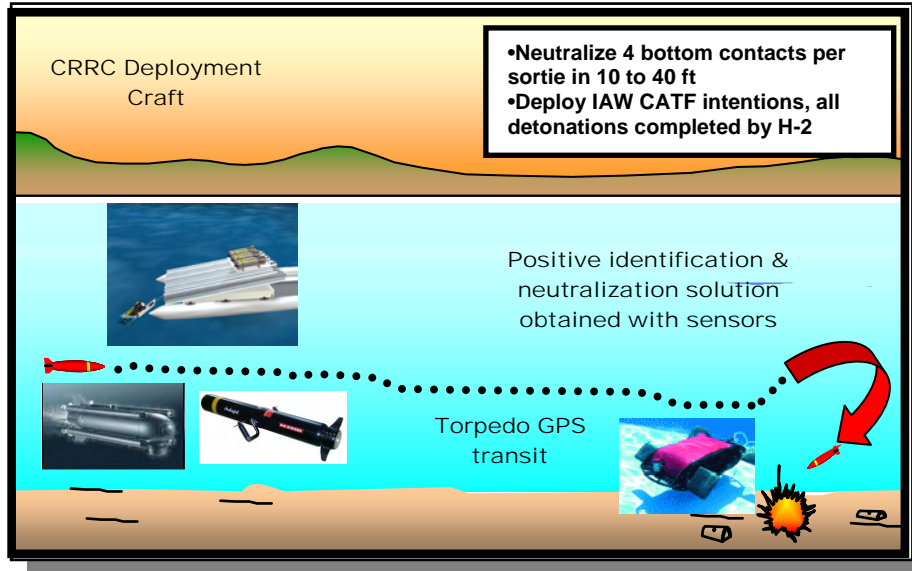 CRRC Deployment
Craft
•Neutralize 4 bottom contacts per
sortie in 10 to 40 ft
•Deploy IAW CATF intentions, all
detonations completed by H-2
Positive identification &
neutralization solution
obtained with sensors
Torpedo GPS
transit